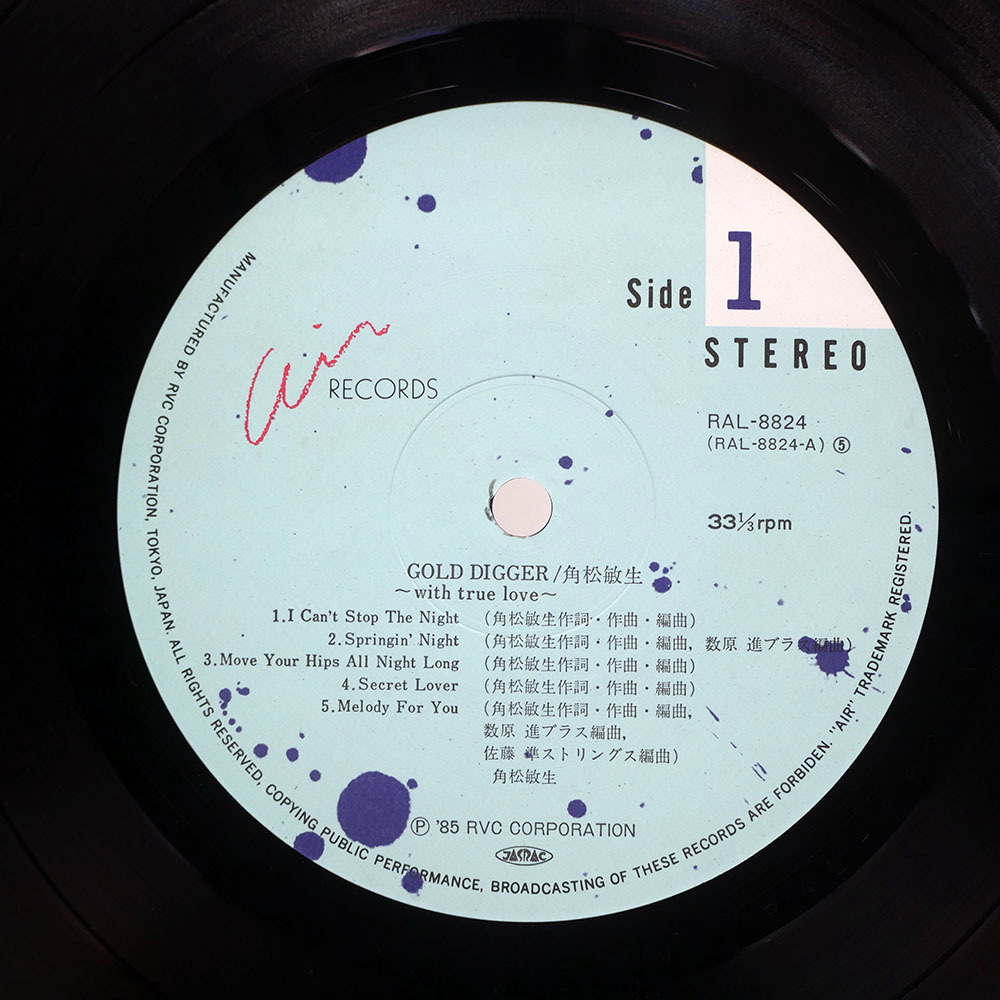 Side 1
STEREO
Air
RECORDS
RAL-8824
(RAL-8824-A) ⑤
33⅓rpm
GOLD DIGGER/角松敏生
~with true love~
1.I Can't Stop The Night (角松敏生作詞・作曲・編曲)
2.Springin' Night (角松敏生作詞・作曲・編曲, 数原 進ブラス編曲)
3.Move Your Hips All Night Long (角松敏生作詞・作曲・編曲)
4.Secret Lover (角松敏生作詞・作曲・編曲)
5.Melody For You (角松敏生作詞・作曲・編曲,
数原 進ブラス編曲,
佐藤 準ストリングス編曲)
角松敏生
Ⓟ '85 RVC CORPORATION
JASRAC
MANUFACTURED BY RVC CORPORATION, TOKYO, JAPAN. ALL RIGHTS RESERVED, COPYING PUBLIC PERFORMANCE, BROADCASTING OF THESE RECORDS ARE FORBIDDEN. "AIR" TRADEMARK REGISTERED.